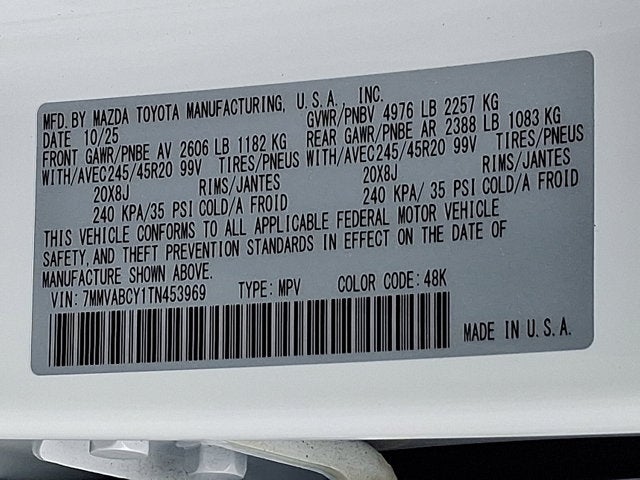 MFD. BY MAZDA TOYOTA MANUFACTURING, U.S.A., INC.
DATE 10/25 GVWR/PNBV 4976 LB 2257 KG
FRONT GAWR/PNBE AV 2606 LB 1182 KG REAR GAWR/PNBE AR 2388 LB 1083 KG
WITH/AVEC245/45R20 99V TIRES/PNEUS WITH/AVEC245/45R20 99V TIRES/PNEUS
20X8J RIMS/JANTES 20X8J RIMS/JANTES
240 KPA/35 PSI COLD/A FROID 240 KPA/ 35 PSI COLD/A FROID
THIS VEHICLE CONFORMS TO ALL APPLICABLE FEDERAL MOTOR VEHICLE
SAFETY, AND THEFT PREVENTION STANDARDS IN EFFECT ON THE DATE OF
MANUFACTURE SHOWN ABOVE.
VIN: 7MMVABCY1TN453969 TYPE: MPV COLOR CODE: 48K
MADE IN U.S.A.